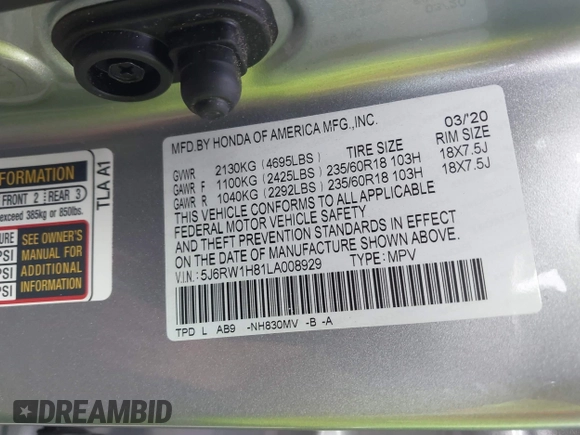 MFD.BY HONDA OF AMERICA MFG.,INC. 03/'20
GVWR 2130KG (4695LBS) TIRE SIZE RIM SIZE
GAWR F 1100KG (2425LBS) 235/60R18 103H 18X7.5J
GAWR R 1040KG (2292LBS) 235/60R18 103H 18X7.5J
THIS VEHICLE CONFORMS TO ALL APPLICABLE
FEDERAL MOTOR VEHICLE SAFETY
AND THEFT PREVENTION STANDARDS IN EFFECT
ON THE DATE OF MANUFACTURE SHOWN ABOVE.
V.I.N.: 5J6RW1H81LA008929 TYPE: MPV
TPD L AB9 -NH830MV -B -A
FORMATION
FRONT 2 REAR 3
exceed 385kg or 850lbs.
SEE OWNER'S
PSI MANUAL FOR
PSI ADDITIONAL
PSI INFORMATION
TLA A1
DREAMBID